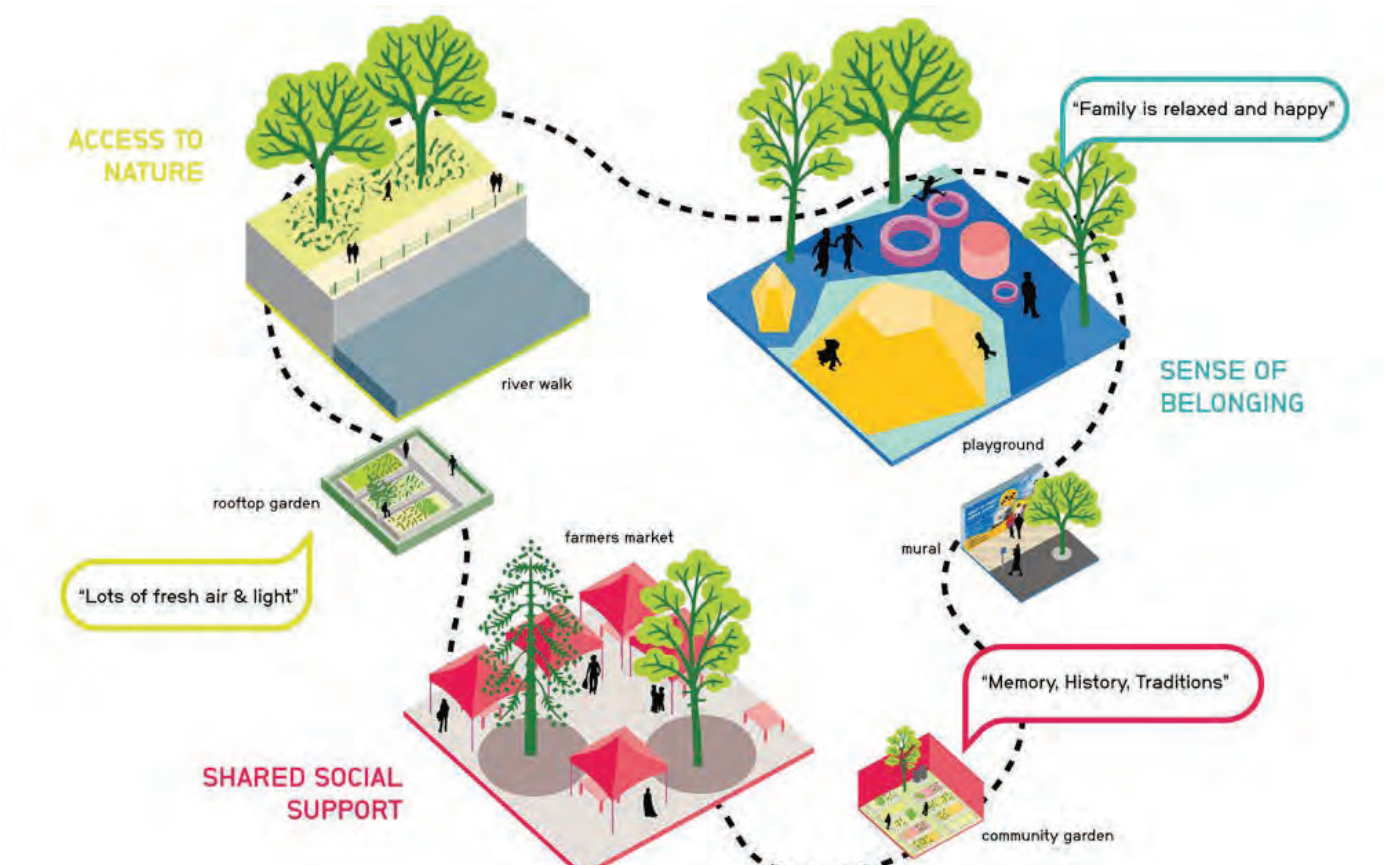 ACCESS TO
NATURE
"Family is relaxed and happy"
river walk
SENSE OF
BELONGING
playground
rooftop garden
farmers market
mural
"Lots of fresh air & light"
"Memory, History, Traditions"
SHARED SOCIAL
SUPPORT
community garden